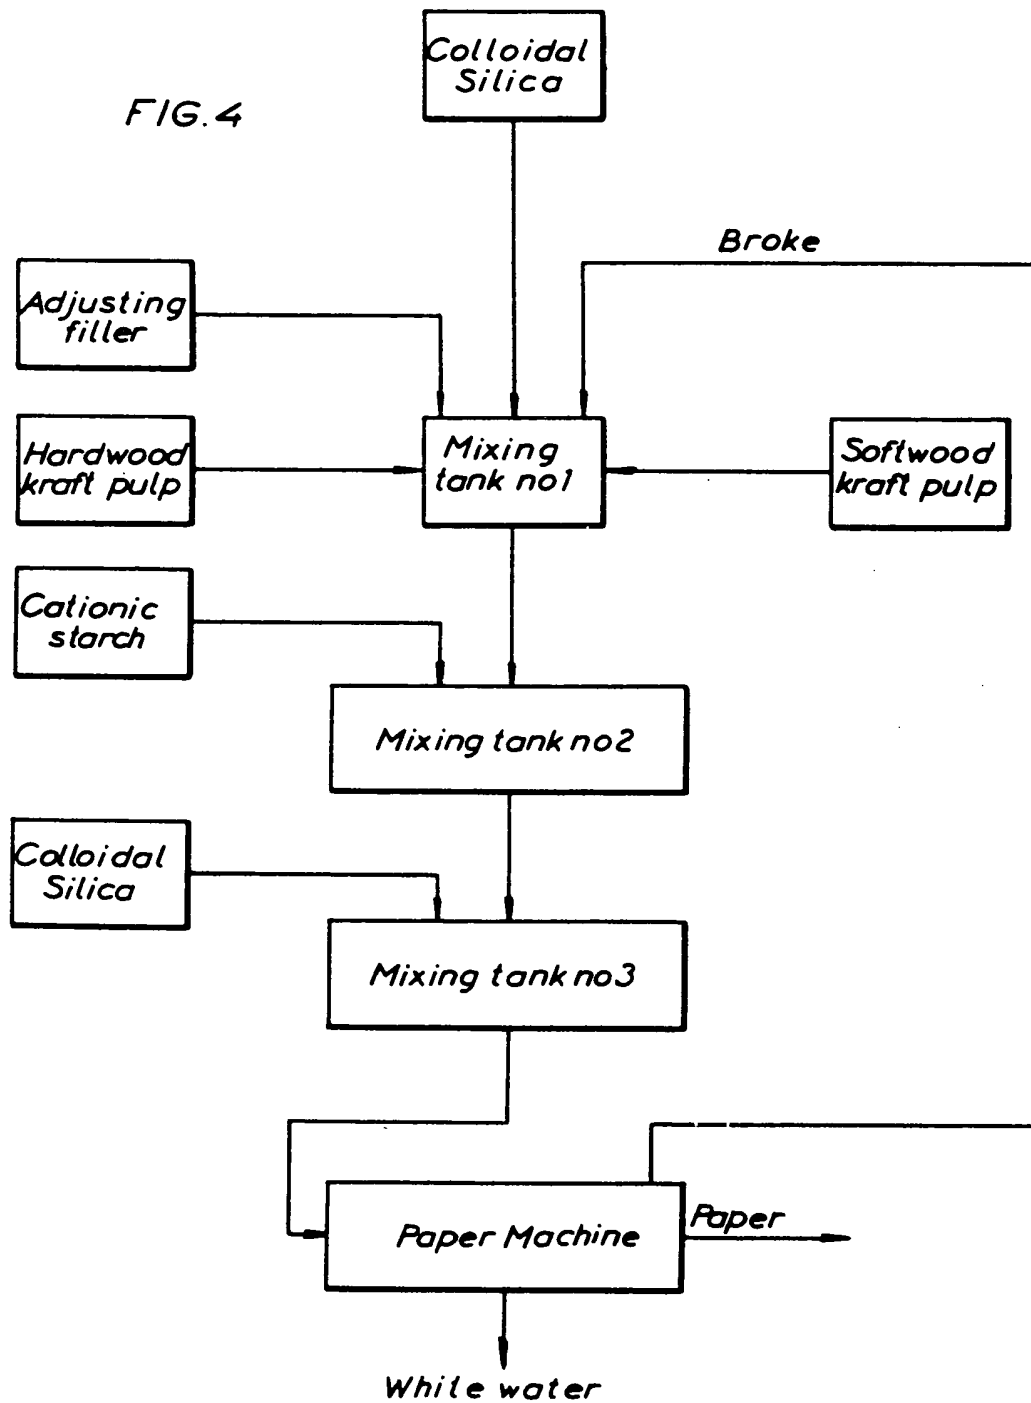 Colloidal
Silica
FIG.4
Broke
Adjusting
filler
Hardwood
kraft pulp
Mixing
tank no1
Softwood
kraft pulp
Cationic
starch
Mixing tank no2
Colloidal
Silica
Mixing tank no3
Paper Machine
Paper
While water